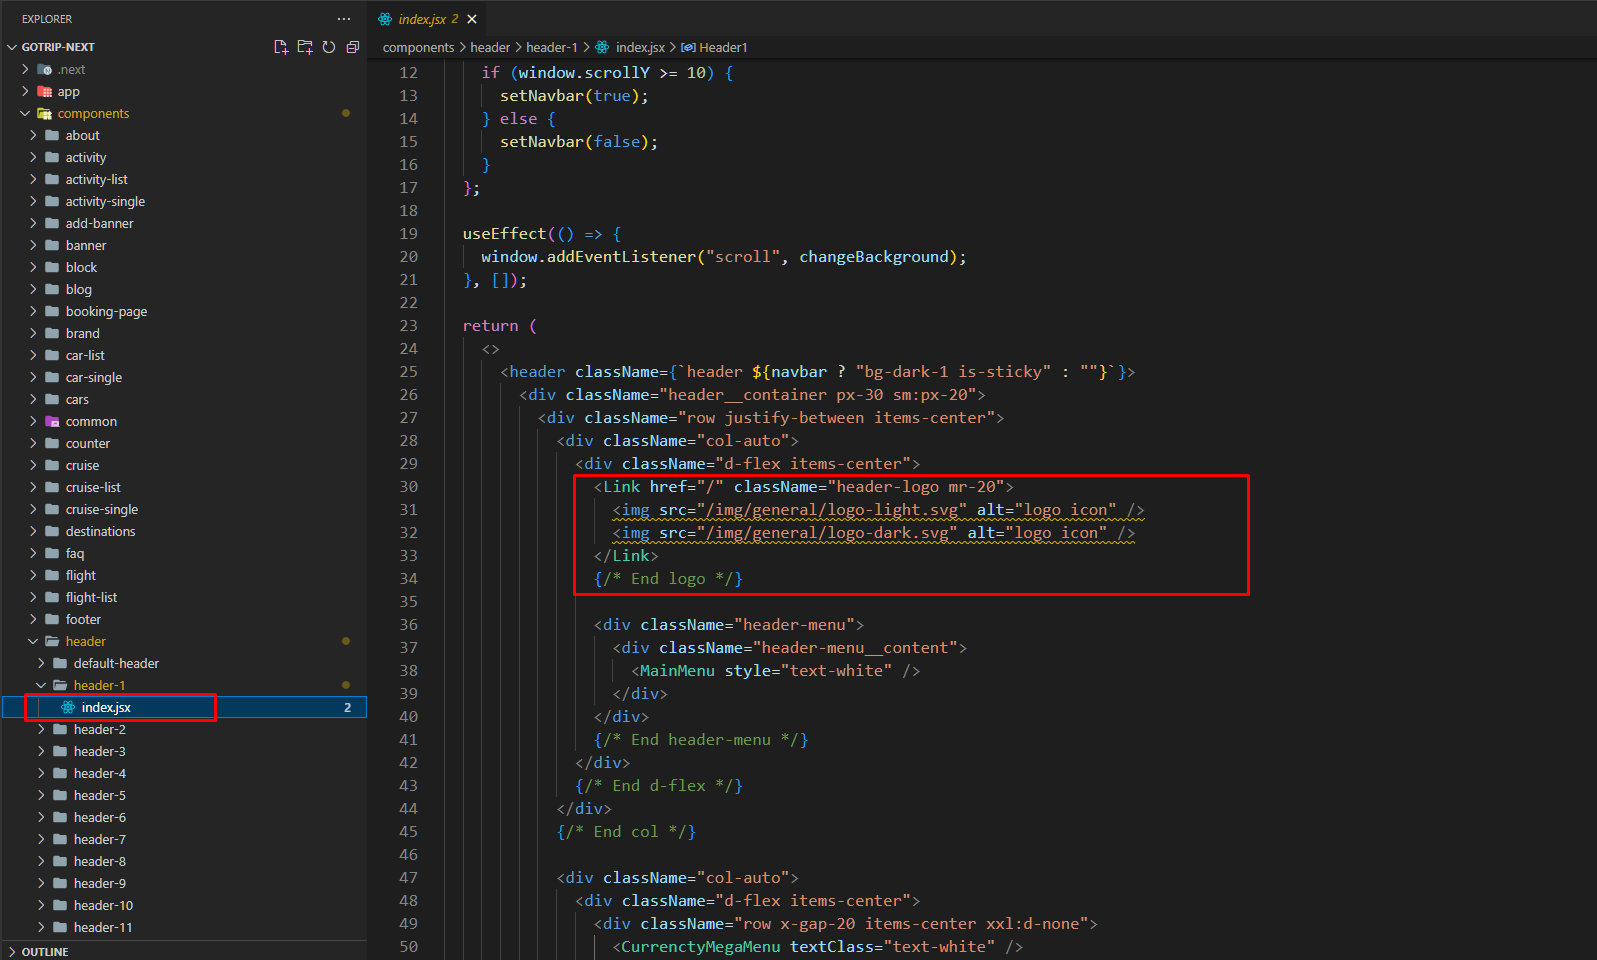 EXPLORER
GOTRIP-NEXT
.next
app
components
about
activity
activity-list
activity-single
add-banner
banner
block
blog
booking-page
brand
car-list
car-single
cars
common
counter
cruise
cruise-list
cruise-single
destinations
faq
flight
flight-list
footer
header
default-header
header-1
index.jsx 2
header-2
header-3
header-4
header-5
header-6
header-7
header-8
header-9
header-10
header-11
OUTLINE
index.jsx 2
components > header > header-1 > index.jsx > Header1
12 if (window.scrollY >= 10) {
13 setNavbar(true);
14 } else {
15 setNavbar(false);
16 }
17 };
18
19 useEffect(() => {
20 window.addEventListener("scroll", changeBackground);
21 }, []);
22
23 return (
24 <>
25 <header className={`header ${navbar ? "bg-dark-1 is-sticky" : ""}`}>
26 <div className="header__container px-30 sm:px-20">
27 <div className="row justify-between items-center">
28 <div className="col-auto">
29 <div className="d-flex items-center">
30 <Link href="/" className="header-logo mr-20">
31 <img src="/img/general/logo-light.svg" alt="logo icon" />
32 <img src="/img/general/logo-dark.svg" alt="logo icon" />
33 </Link>
34 {/* End logo */}
35
36 <div className="header-menu">
37 <div className="header-menu__content">
38 <MainMenu style="text-white" />
39 </div>
40 </div>
41 {/* End header-menu */}
42 </div>
43 {/* End d-flex */}
44 </div>
45 {/* End col */}
46
47 <div className="col-auto">
48 <div className="d-flex items-center">
49 <div className="row x-gap-20 items-center xxl:d-none">
50 <CurrenctyMegaMenu textClass="text-white" />